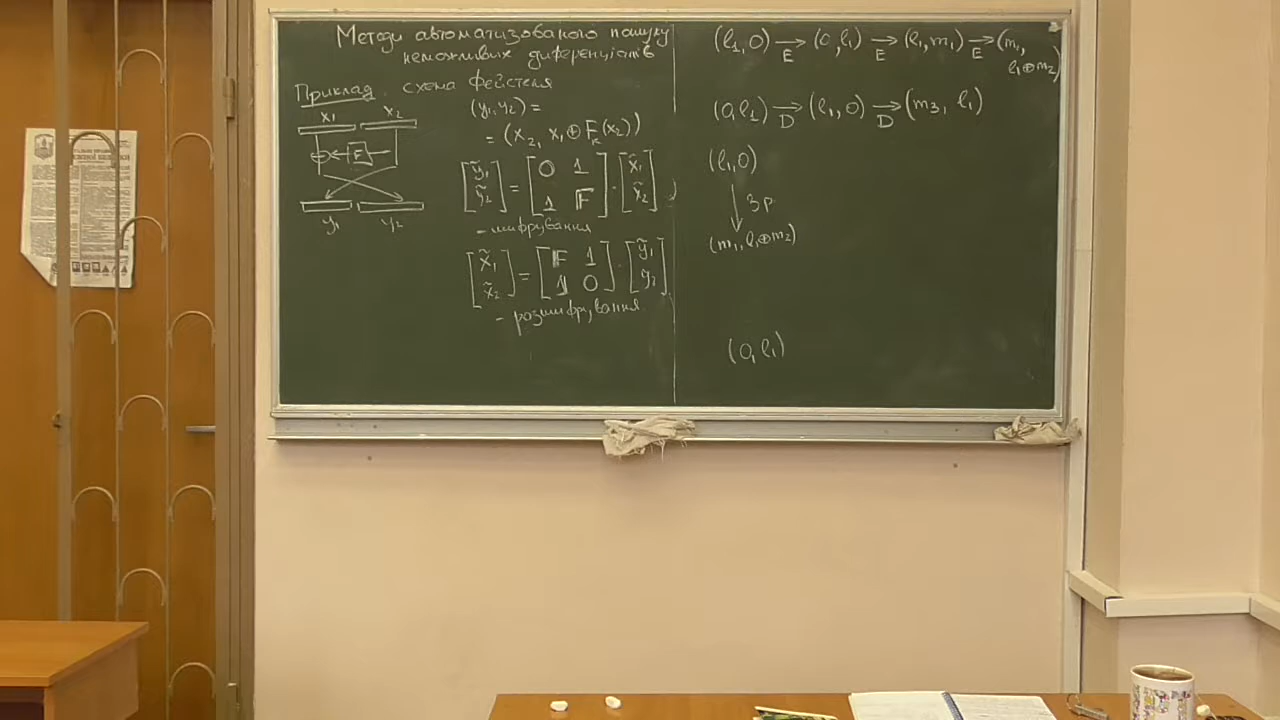 Методи автоматизованого пошуку
неможливих диференціалів
Приклад схема Фейстеля
x₁ x₂
F
y₁ y₂
(y₁, y₂) =
= (x₂, x₁ ⊕ Fₖ(x₂))
[ỹ₁ ỹ₂] = [0 1; 1 F] · [x̃₁ x̃₂]
- шифрування
[x̃₁ x̃₂] = [F 1; 1 0] · [ỹ₁ y₂]
- розшифрування
(l₁, 0) →E (0, l₁) →E (l₁, m₁) →E (m₁,
l₁⊕m₂)
(0, l₁) →D (l₁, 0) →D (m₃, l₁)
(l₁, 0)
↓ 3р
(m₁, l₁⊕m₂)
(0, l₁)